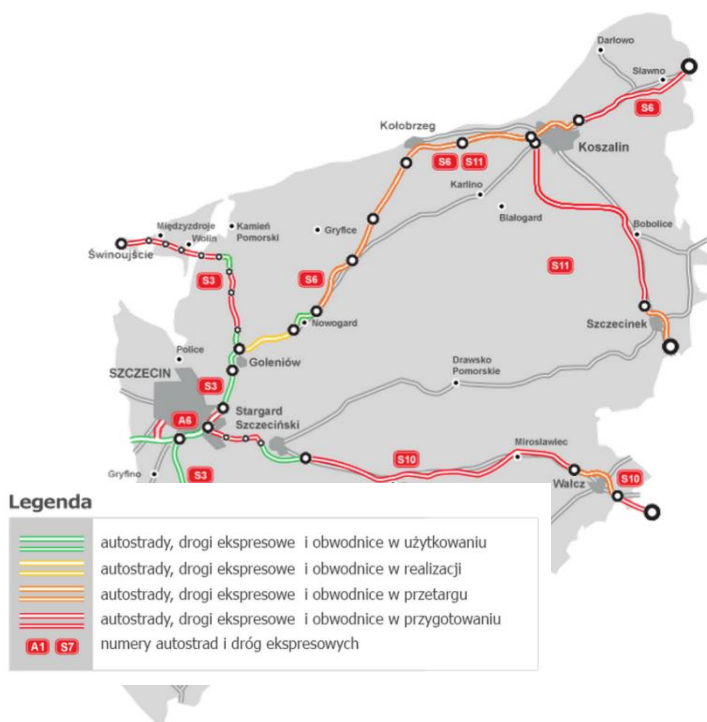 Darłowo
Sławno
S6
Kołobrzeg
Koszalin
S6 S11
Karlino
Białogard
Międzyzdroje
Wolin
Kamień
Pomorski
Gryfice
Świnoujście
Bobolice
S3
S6
S11
Nowogard
Szczecinek
Police
Goleniów
SZCZECIN
Drawsko
Pomorskie
S3
Stargard
Szczeciński
A6
Mirosławiec
Gryfino
S3
S10
Wałcz
S10
Legenda
autostrady, drogi ekspresowe i obwodnice w użytkowaniu
autostrady, drogi ekspresowe i obwodnice w realizacji
autostrady, drogi ekspresowe i obwodnice w przetargu
autostrady, drogi ekspresowe i obwodnice w przygotowaniu
A1 S7 numery autostrad i dróg ekspresowych